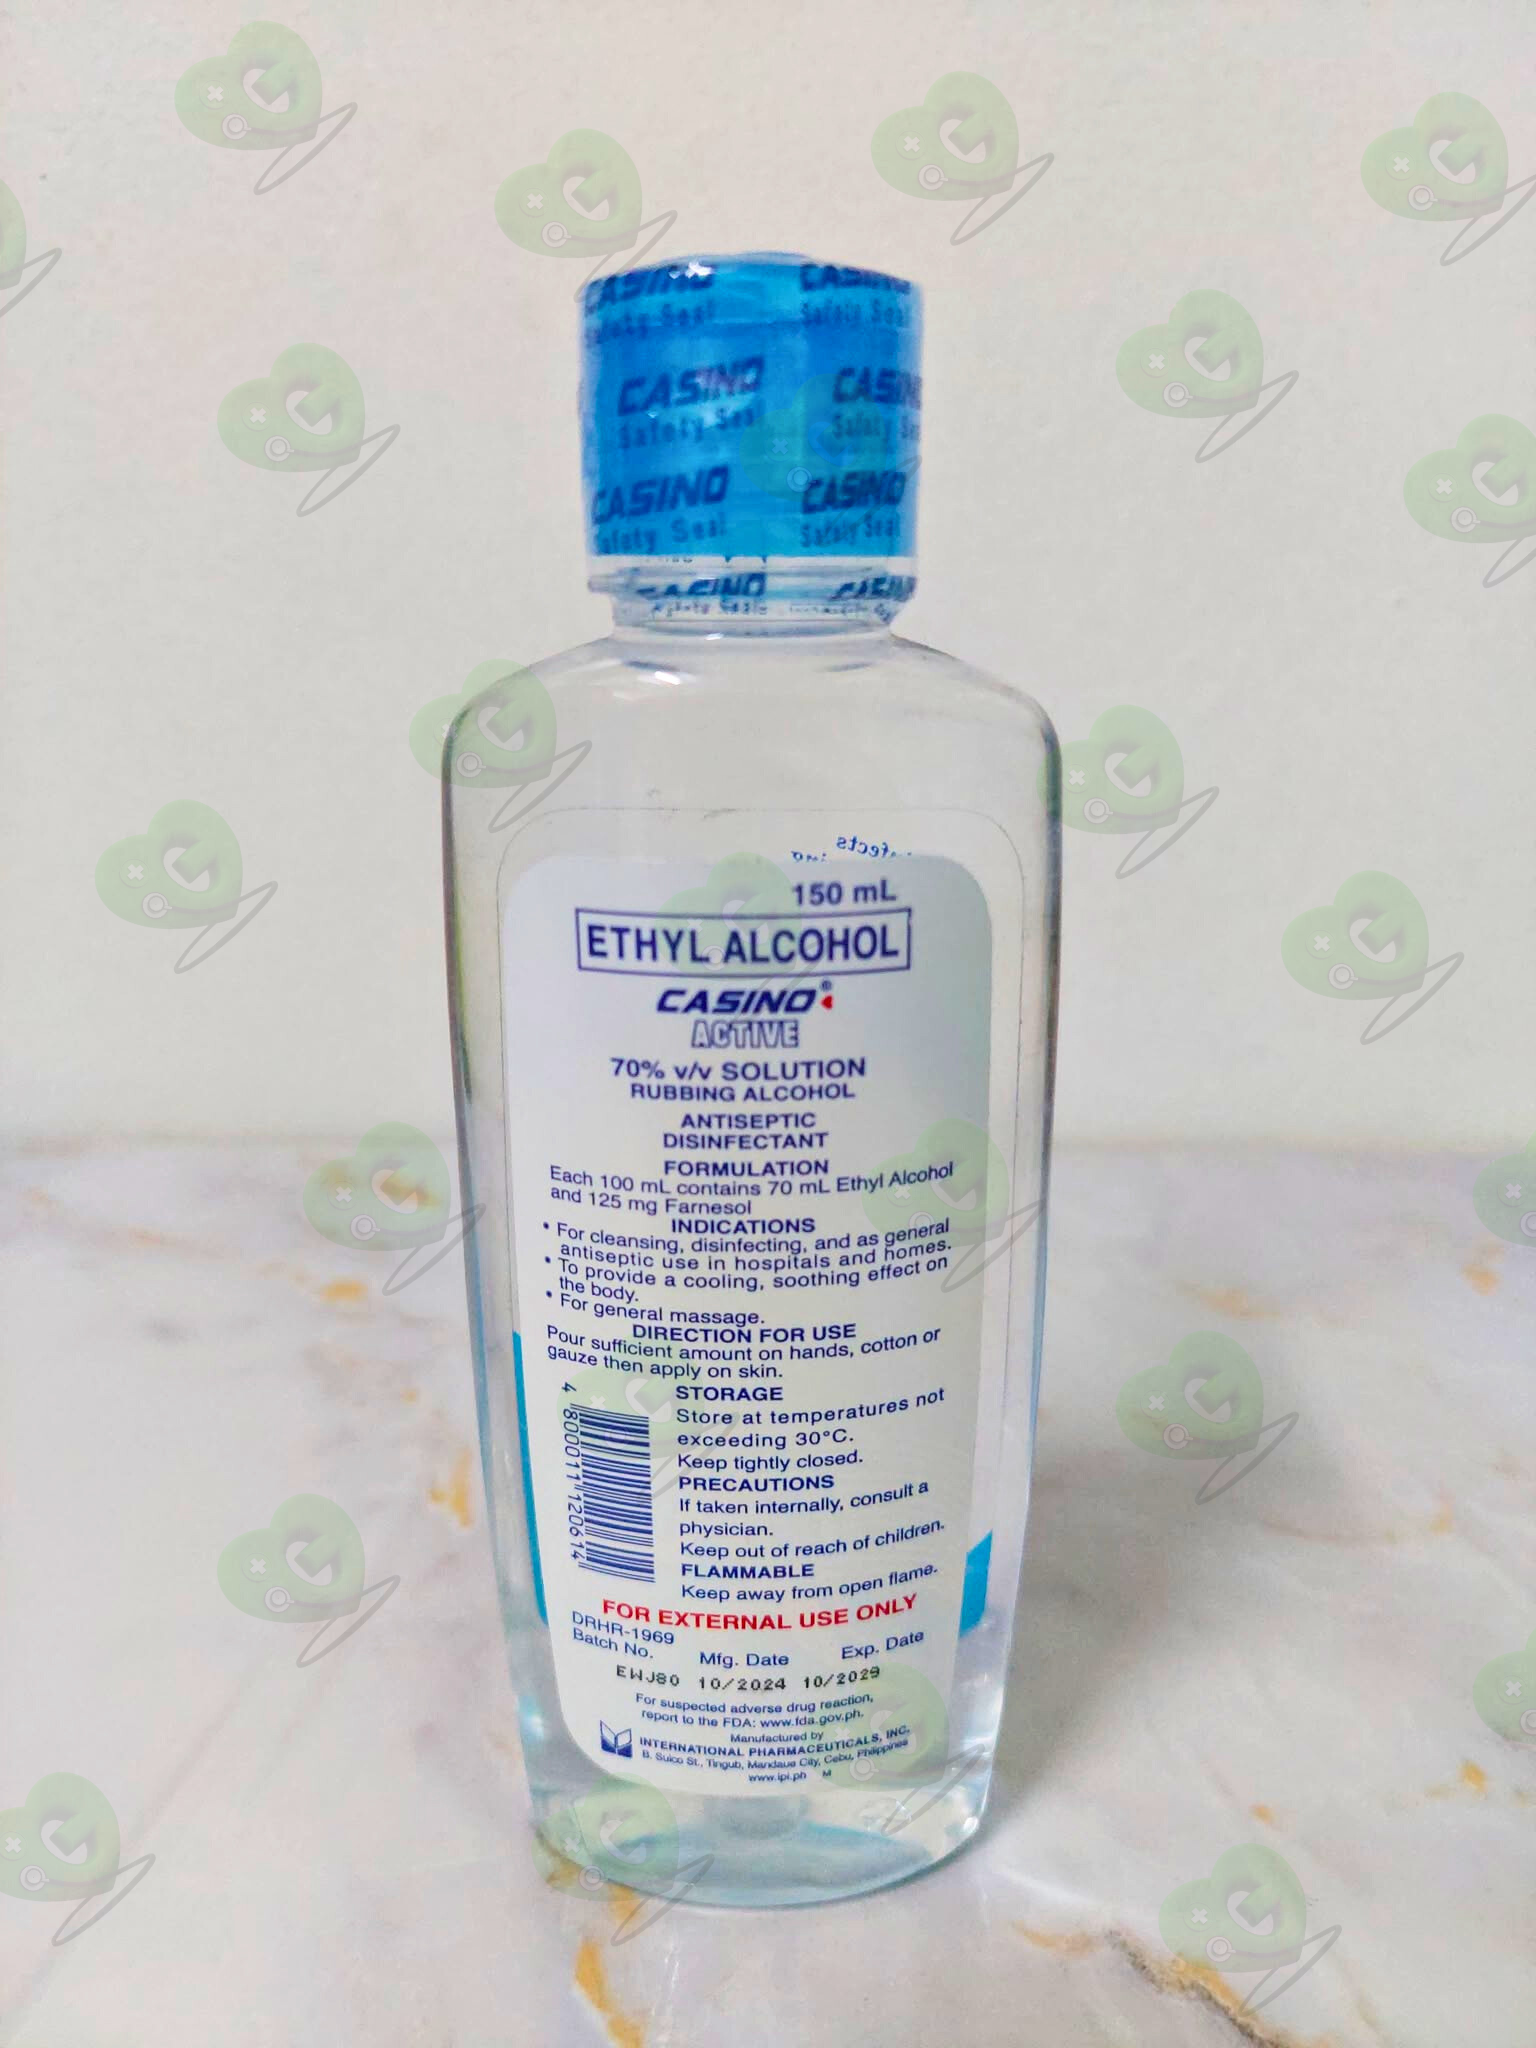 CASINO CASINO
Safety Seal Safety Seal
CASINO CASINO
Safety Seal Safety Seal
CASINO CASINO
Safety Seal Safety Seal
CASINO CASINO
150 mL
ETHYL ALCOHOL
CASINO®
ACTIVE
70% v/v SOLUTION
RUBBING ALCOHOL
ANTISEPTIC
DISINFECTANT
FORMULATION
Each 100 mL contains 70 mL Ethyl Alcohol
and 125 mg Farnesol
INDICATIONS
• For cleansing, disinfecting, and as general
antiseptic use in hospitals and homes.
• To provide a cooling, soothing effect on
the body.
• For general massage.
DIRECTION FOR USE
Pour sufficient amount on hands, cotton or
gauze then apply on skin.
4 800011 120614
STORAGE
Store at temperatures not
exceeding 30°C.
Keep tightly closed.
PRECAUTIONS
If taken internally, consult a
physician.
Keep out of reach of children.
FLAMMABLE
Keep away from open flame.
FOR EXTERNAL USE ONLY
DRHR-1969
Batch No. Mfg. Date Exp. Date
EWJ80 10/2024 10/2029
For suspected adverse drug reaction,
report to the FDA: www.fda.gov.ph.
Manufactured by
INTERNATIONAL PHARMACEUTICALS, INC.
B. Suico St., Tingub, Mandaue City, Cebu, Philippines
www.ipi.ph M